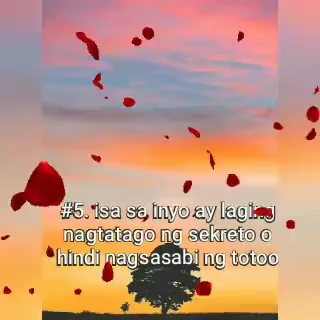 #5. isa sa inyo ay laging
nagtatago ng sekreto o
hindi nagsasabi ng totoo